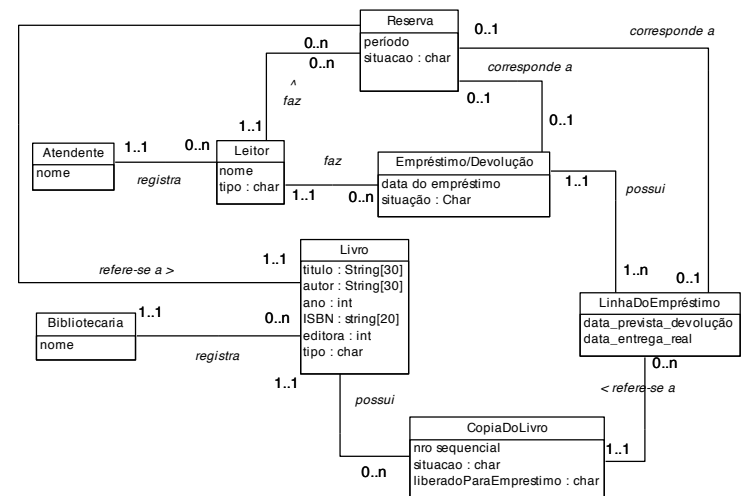 Reserva
0..1
corresponde a
0..n
período
0..n
situacao : char
corresponde a
^
faz
0..1
0..1
1..1
Atendente
1..1
0..n
Leitor
faz
Empréstimo/Devolução
nome
registra
nome
tipo : char
data do empréstimo
situação : Char
1..1
possui
1..1
0..n
Livro
1..1
refere-se a >
titulo : String[30]
autor : String[30]
ano : int
ISBN : string[20]
editora : int
tipo : char
1..n
0..1
LinhaDoEmpréstimo
data_prevista_devolução
data_entrega_real
Bibliotecaria
1..1
0..n
nome
registra
1..1
possui
0..n
< refere-se a
CopiaDoLivro
nro sequencial
situacao : char
liberadoParaEmprestimo : char
1..1
0..n